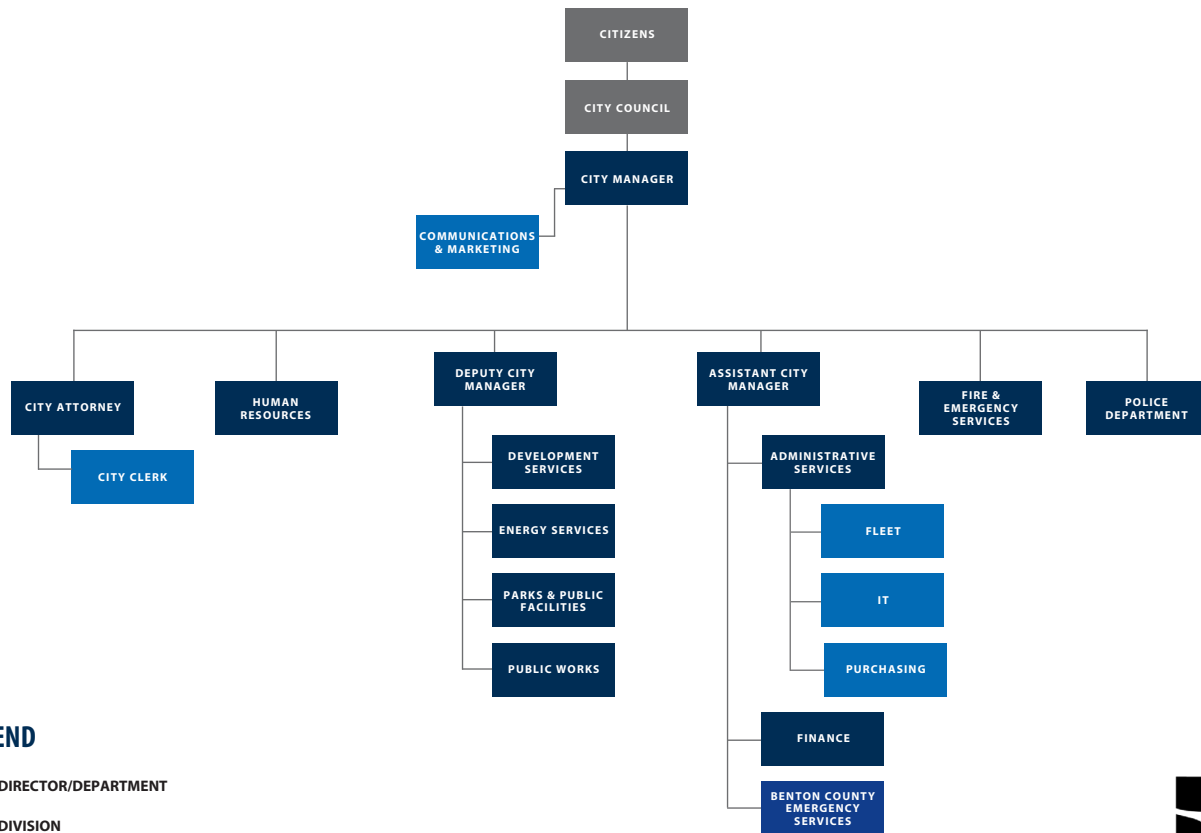 CITIZENS
CITY COUNCIL
CITY MANAGER
COMMUNICATIONS
& MARKETING
CITY ATTORNEY
CITY CLERK
HUMAN
RESOURCES
DEPUTY CITY
MANAGER
DEVELOPMENT
SERVICES
ENERGY SERVICES
PARKS & PUBLIC
FACILITIES
PUBLIC WORKS
ASSISTANT CITY
MANAGER
ADMINISTRATIVE
SERVICES
FLEET
IT
PURCHASING
FINANCE
BENTON COUNTY
EMERGENCY
SERVICES
FIRE &
EMERGENCY
SERVICES
POLICE
DEPARTMENT
END
DIRECTOR/DEPARTMENT
DIVISION